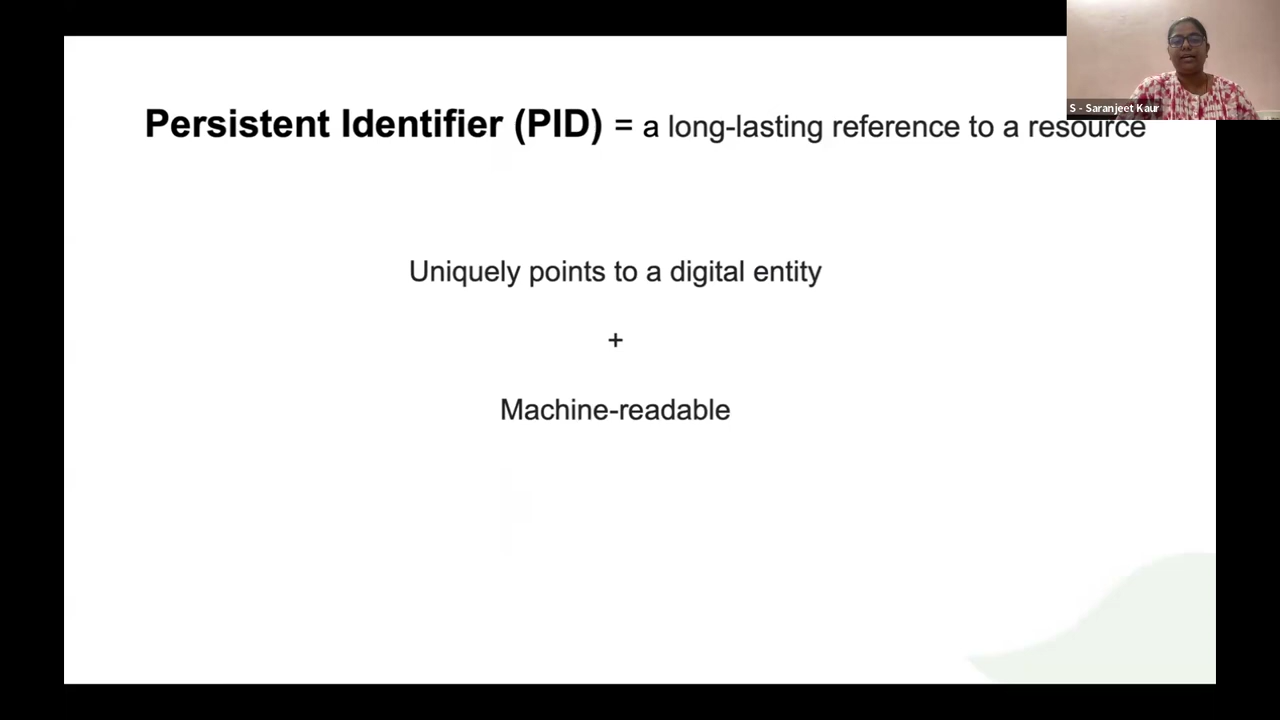 Persistent Identifier (PID) = a long-lasting reference to a resource
S - Saranjeet Kaur
Uniquely points to a digital entity
+
Machine-readable